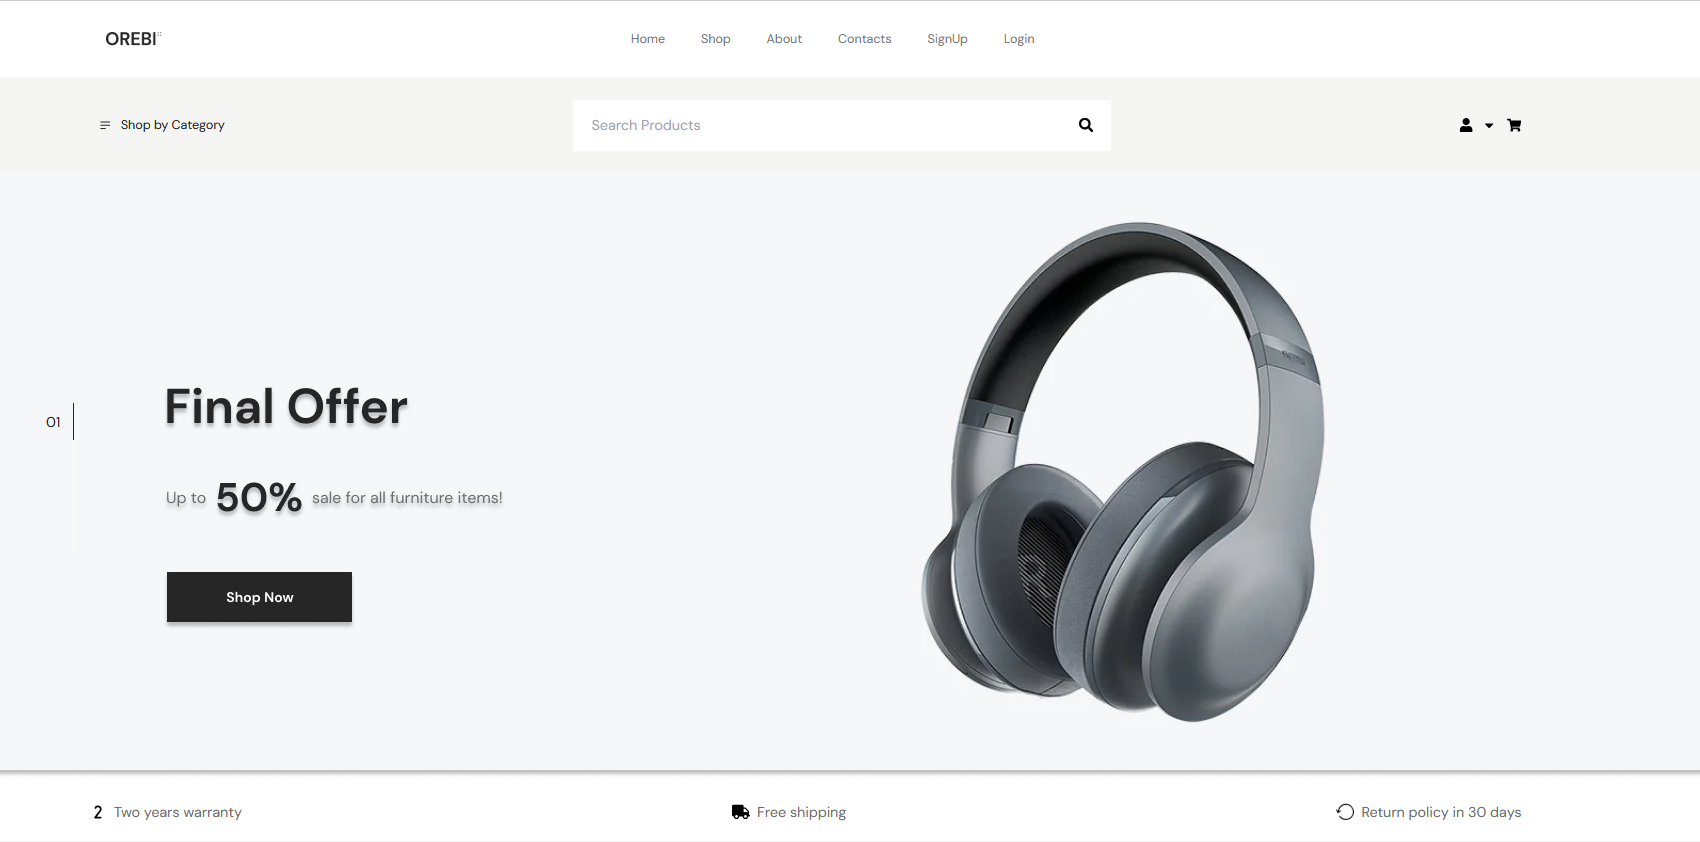 OREBI
Home Shop About Contacts SignUp Login
Shop by Category
Search Products
Final Offer
01
Up to 50% sale for all furniture items!
Shop Now
2 Two years warranty
Free shipping
Return policy in 30 days